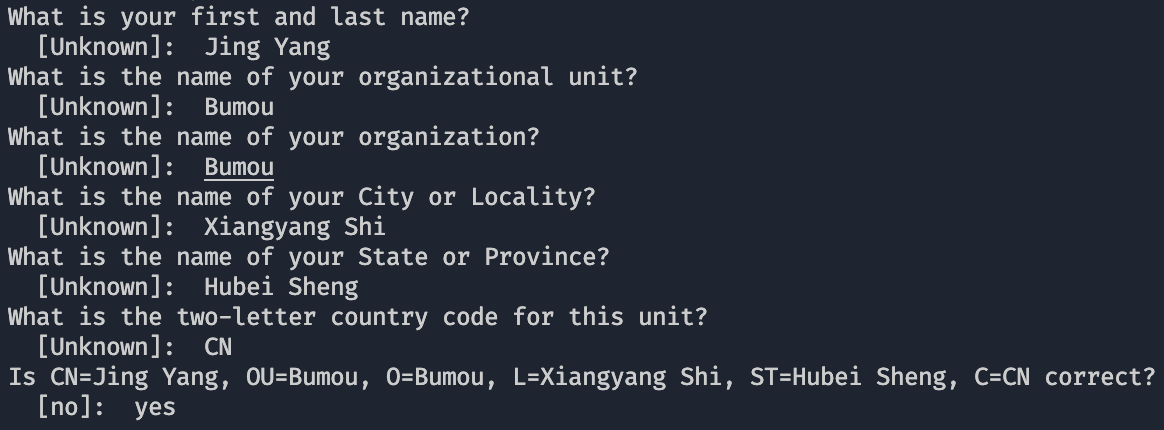 What is your first and last name?
[Unknown]: Jing Yang
What is the name of your organizational unit?
[Unknown]: Bumou
What is the name of your organization?
[Unknown]: Bumou
What is the name of your City or Locality?
[Unknown]: Xiangyang Shi
What is the name of your State or Province?
[Unknown]: Hubei Sheng
What is the two-letter country code for this unit?
[Unknown]: CN
Is CN=Jing Yang, OU=Bumou, O=Bumou, L=Xiangyang Shi, ST=Hubei Sheng, C=CN correct?
[no]: yes